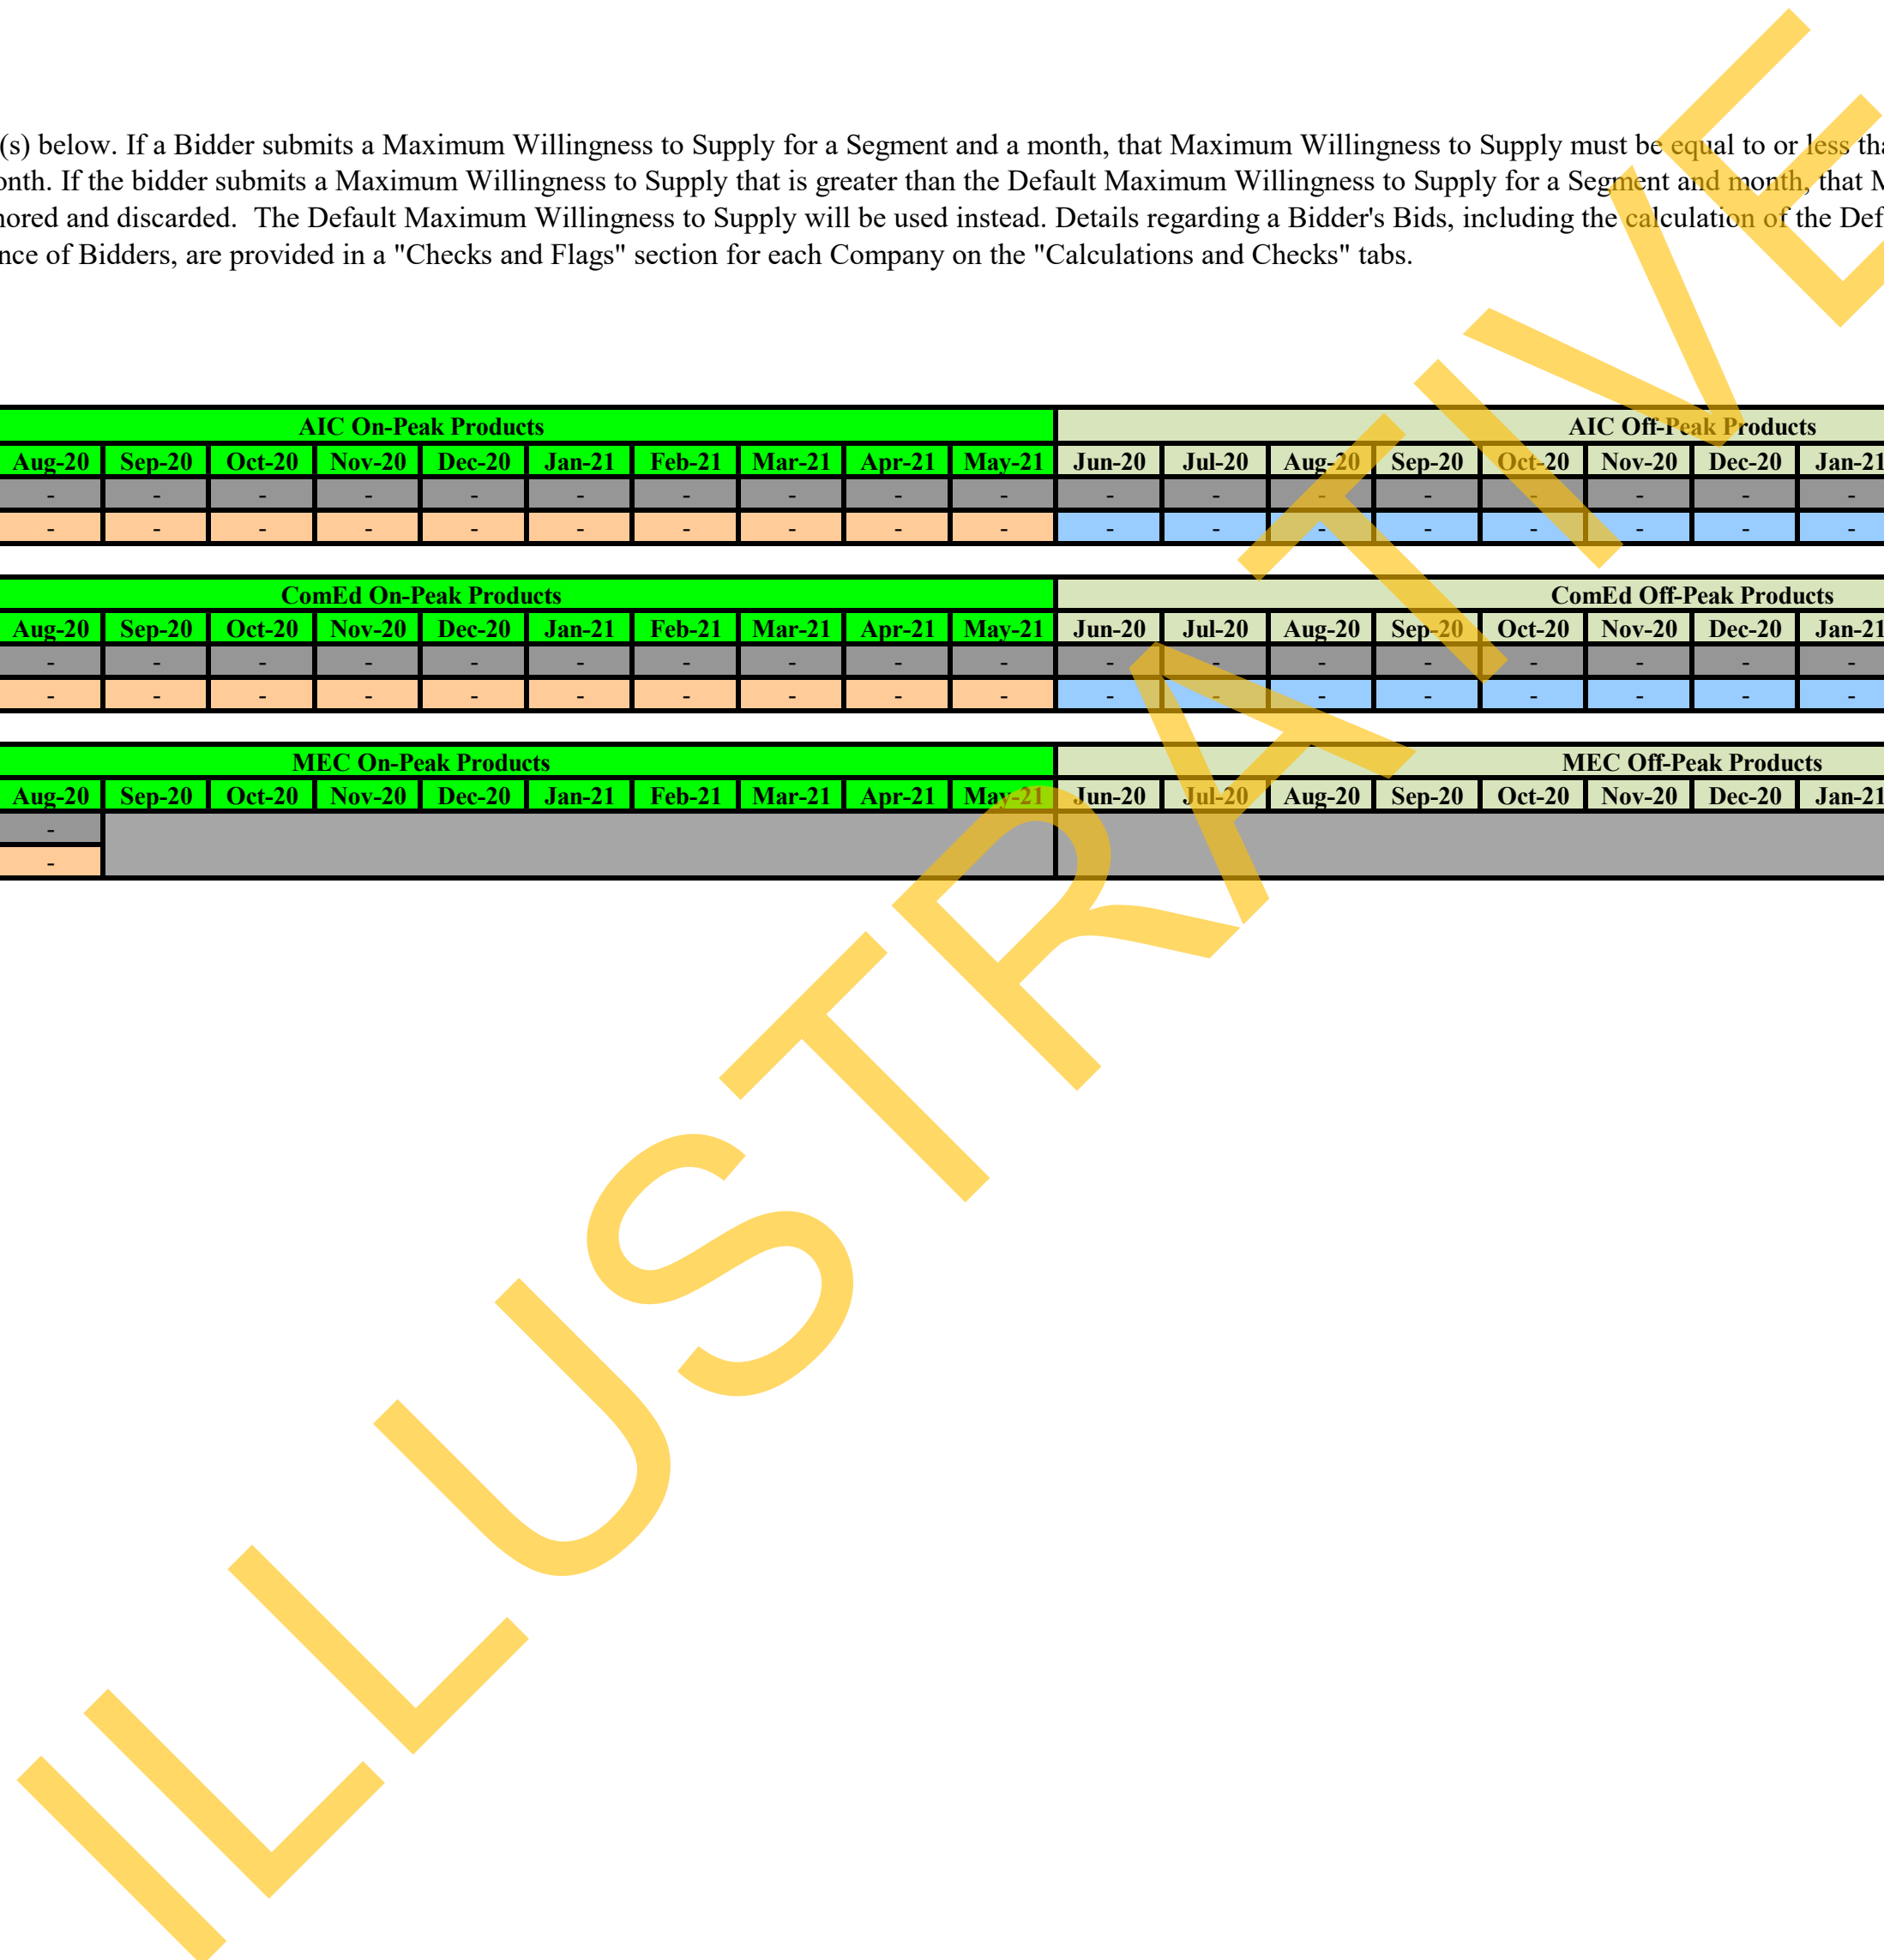 (s) below. If a Bidder submits a Maximum Willingness to Supply for a Segment and a month, that Maximum Willingness to Supply must be equal to or less tha
onth. If the bidder submits a Maximum Willingness to Supply that is greater than the Default Maximum Willingness to Supply for a Segment and month, that M
nored and discarded.  The Default Maximum Willingness to Supply will be used instead. Details regarding a Bidder's Bids, including the calculation of the Def
nce of Bidders, are provided in a "Checks and Flags" section for each Company on the "Calculations and Checks" tabs.
AIC On-Peak Products AIC Off-Peak Products
Aug-20 Sep-20 Oct-20 Nov-20 Dec-20 Jan-21 Feb-21 Mar-21 Apr-21 May-21 Jun-20 Jul-20 Aug-20 Sep-20 Oct-20 Nov-20 Dec-20 Jan-21
- - - - - - - - - - - - - - - - - -
- - - - - - - - - - - - - - - - - -
ComEd On-Peak Products ComEd Off-Peak Products
Aug-20 Sep-20 Oct-20 Nov-20 Dec-20 Jan-21 Feb-21 Mar-21 Apr-21 May-21 Jun-20 Jul-20 Aug-20 Sep-20 Oct-20 Nov-20 Dec-20 Jan-21
- - - - - - - - - - - - - - - - - -
- - - - - - - - - - - - - - - - - -
MEC On-Peak Products MEC Off-Peak Products
Aug-20 Sep-20 Oct-20 Nov-20 Dec-20 Jan-21 Feb-21 Mar-21 Apr-21 May-21 Jun-20 Jul-20 Aug-20 Sep-20 Oct-20 Nov-20 Dec-20 Jan-21
-
-
ILLUSTRATIVE